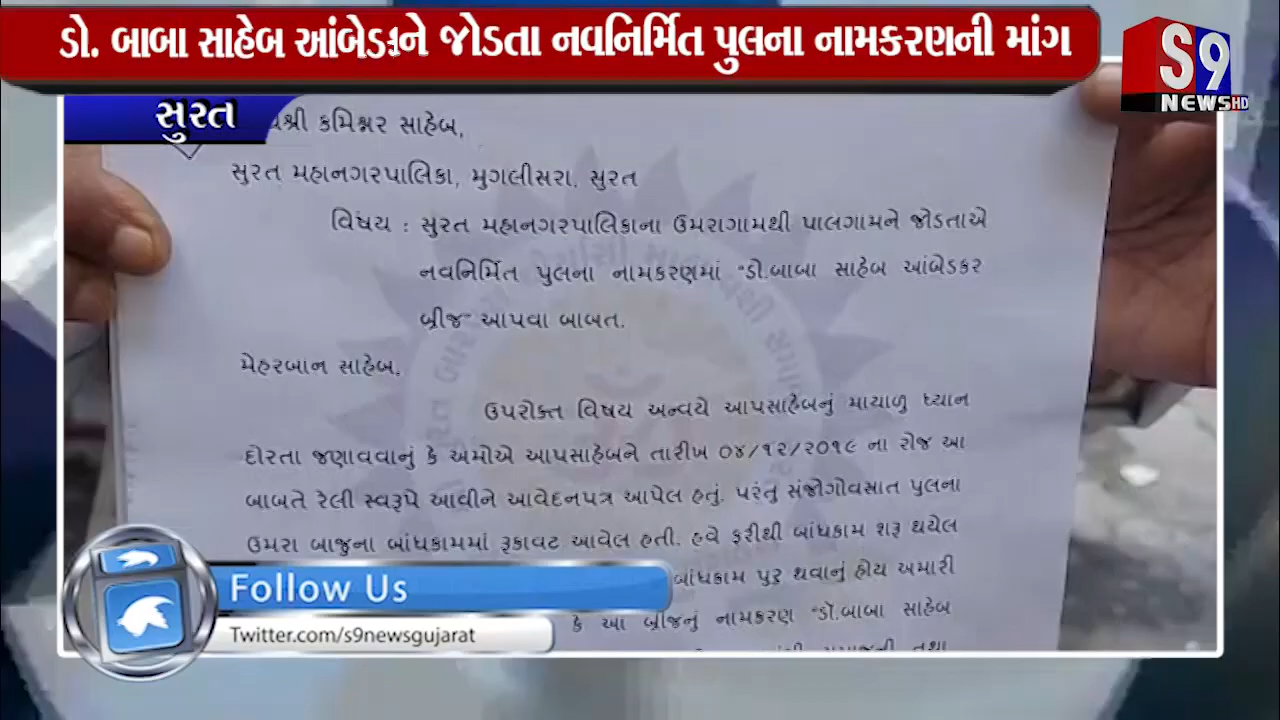 ડો. બાબા સાહેબ આંબેડકરને જોડતા નવનિર્મિત પુલના નામકરણની માંગ
S9
NEWS HD
સુરત
શ્રી કમિશ્નર સાહેબ,
સુરત મહાનગરપાલિકા, મુગલીસરા, સુરત
વિષય : સુરત મહાનગરપાલિકાના ઉમરાગામથી પાલગામને જોડતાએ
નવનિર્મિત પુલના નામકરણમાં "ડો.બાબા સાહેબ આંબેડકર
બ્રીજ" આપવા બાબત.
મેહરબાન સાહેબ,
ઉપરોક્ત વિષય અન્વયે આપસાહેબનું માયાળુ ધ્યાન
દોરતા જણાવવાનું કે અમોએ આપસાહેબને તારીખ ૦૪/૧૨/૨૦૧૯ ના રોજ આ
બાબતે રેલી સ્વરૂપે આવીને આવેદનપત્ર આપેલ હતું. પરંતુ સંજોગોવસાત પુલના
ઉમરા બાજુના બાંધકામમાં રૂકાવટ આવેલ હતી. હવે ફરીથી બાંધકામ શરૂ થયેલ
બાંધકામ પુરૂ થવાનું હોય અમારી
કે આ બ્રીજનું નામકરણ "ડૉ.બાબા સાહેબ
તથા
Follow Us
Twitter.com/s9newsgujarat